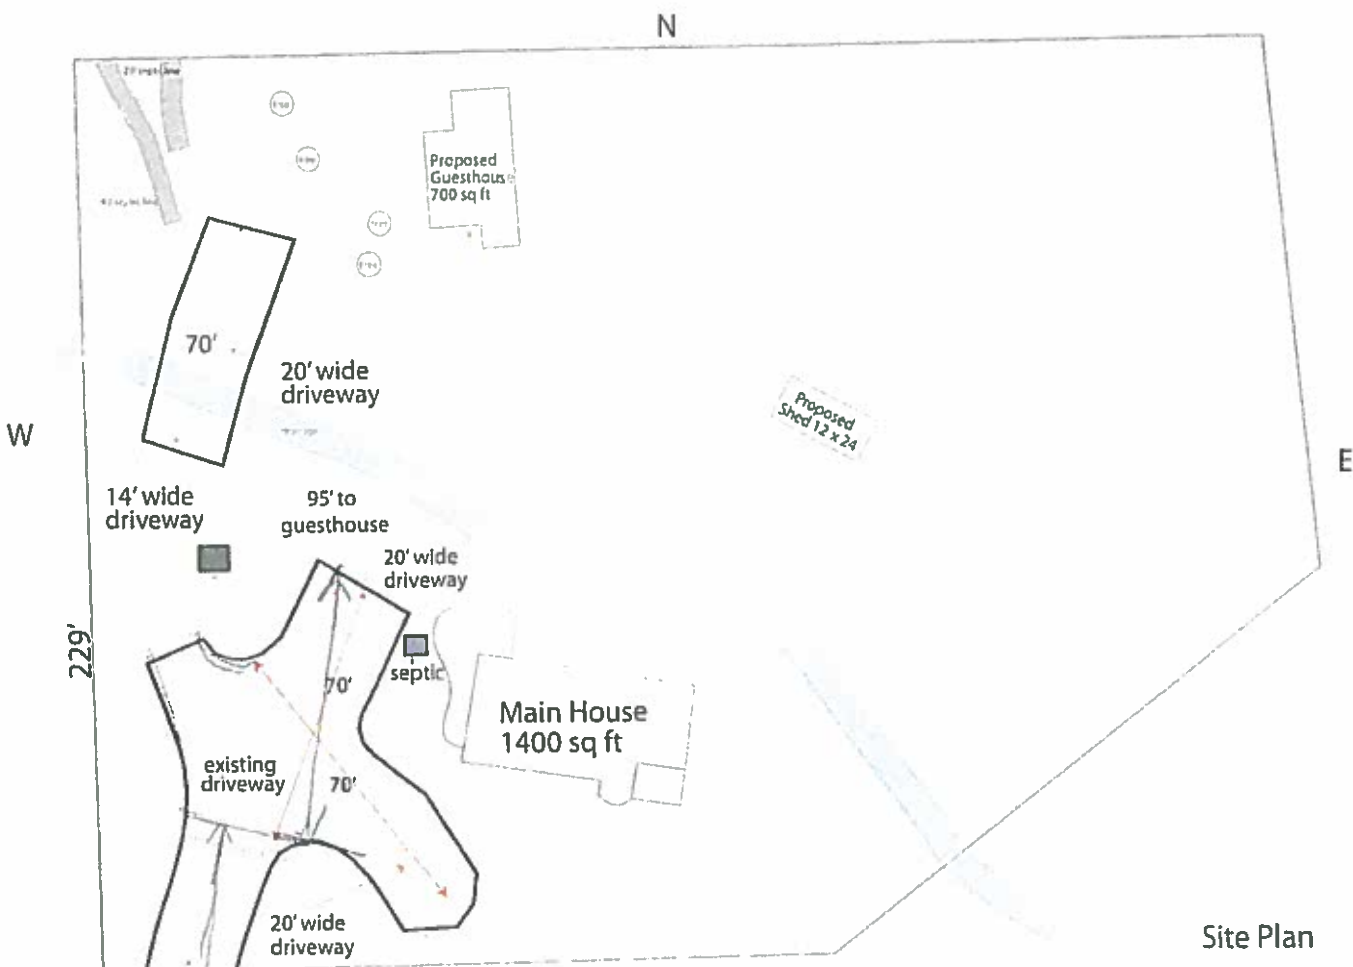 N
Proposed
Guesthouse
700 sq ft
70'
20' wide
driveway
Proposed
Shed 12 x 24
W
E
14' wide
driveway
95' to
guesthouse
20' wide
driveway
229'
septic
70'
Main House
1400 sq ft
existing
driveway
70'
20' wide
driveway
Site Plan